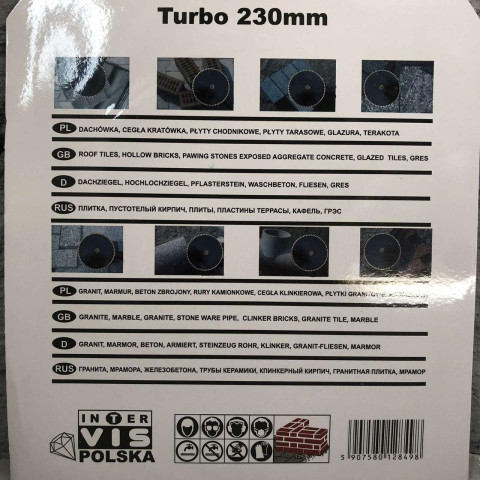 Turbo 230mm
PL DACHÓWKA, CEGŁA KRATÓWKA, PŁYTY CHODNIKOWE, PŁYTY TARASOWE, GLAZURA, TERAKOTA
GB ROOF TILES, HOLLOW BRICKS, PAWING STONES EXPOSED AGGREGATE CONCRETE, GLAZED TILES, GRES
D DACHZIEGEL, HOCHLOCHZIEGEL, PFLASTERSTEIN, WASCHBETON, FLIESEN, GRES
RUS ПЛИТКА, ПУСТОТЕЛЫЙ КИРПИЧ, ПЛИТЫ, ПЛАСТИНЫ ТЕРРАСЫ, КАФЕЛЬ, ГРЭС
PL GRANIT, MARMUR, BETON ZBROJONY, RURY KAMIONKOWE, CEGŁA KLINKIEROWA, PŁYTKI
GB GRANITE, MARBLE, GRANITE, STONE WARE PIPE, CLINKER BRICKS, GRANITE TILE, MARBLE
D GRANIT, MARMOR, BETON, ARMIERT, STEINZEUG ROHR, KLINKER, GRANIT-FLIESEN, MARMOR
RUS ГРАНИТА, МРАМОРА, ЖЕЛЕЗОБЕТОНА, ТРУБЫ КЕРАМИКИ, КПИНКЕРНЫЙ КИРПИЧ, ГРАНИТНАЯ ПЛИТКА, МРАМОР
INTER
VIS
POLSKA
5 907580 128498